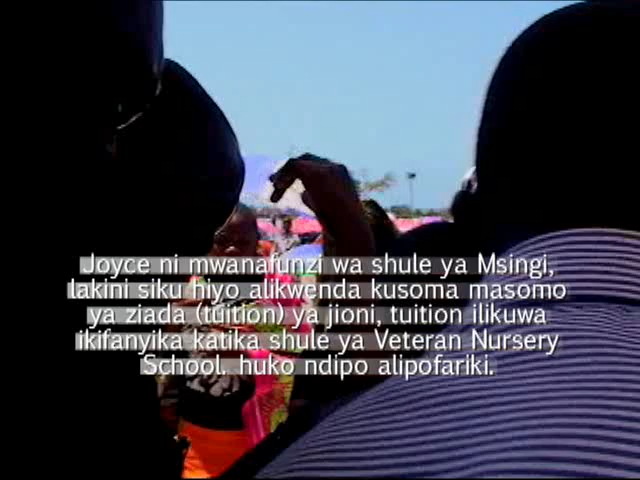 Joyce ni mwanafunzi wa shule ya Msingi,
lakini siku hiyo alikwenda kusoma masomo
ya ziada (tuition) ya jioni, tuition ilikuwa
ikifanyika katika shule ya Veteran Nursery
School. huko ndipo alipofariki.